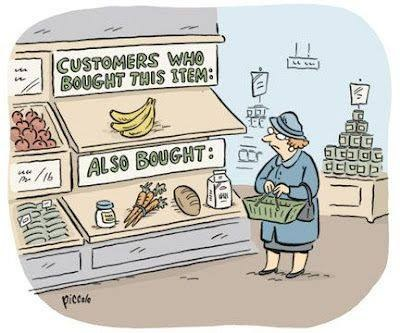 CUSTOMERS WHO
BOUGHT THIS ITEM:
ALSO BOUGHT:
/lb
piccolo